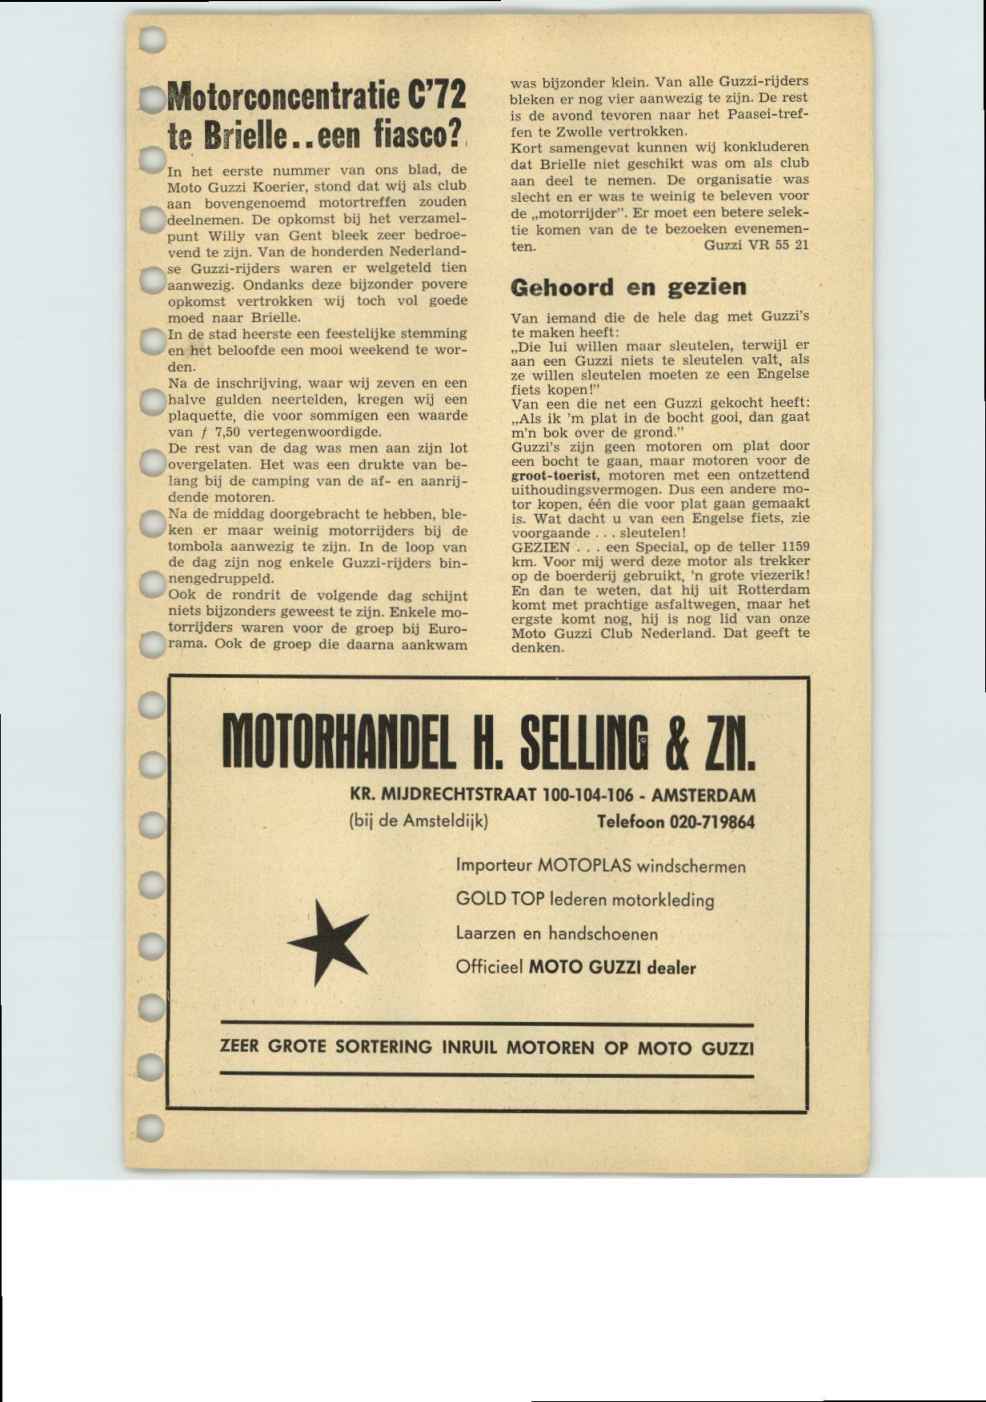 Motorconcentratie C'72
te Brielle..een fiasco?
In het eerste nummer van ons blad, de
Moto Guzzi Koerier, stond dat wij als club
aan bovengenoemd motortreffen zouden
deelnemen. De opkomst bij het verzamel-
punt Willy van Gent bleek zeer bedroe-
vend te zijn. Van de honderden Nederland-
se Guzzi-rijders waren er welgeteld tien
aanwezig. Ondanks deze bijzonder povere
opkomst vertrokken wij toch vol goede
moed naar Brielle.
In de stad heerste een feestelijke stemming
en het beloofde een mooi weekend te wor-
den.
Na de inschrijving, waar wij zeven en een
halve gulden neertelden, kregen wij een
plaquette, die voor sommigen een waarde
van ƒ 7,50 vertegenwoordigde.
De rest van de dag was men aan zijn lot
overgelaten. Het was een drukte van be-
lang bij de camping van de af- en aanrij-
dende motoren.
Na de middag doorgebracht te hebben, ble-
ken er maar weinig motorrijders bij de
tombola aanwezig te zijn. In de loop van
de dag zijn nog enkele Guzzi-rijders bin-
nengedruppeld.
Ook de rondrit de volgende dag schijnt
niets bijzonders geweest te zijn. Enkele mo-
torrijders waren voor de groep bij Euro-
rama. Ook de groep die daarna aankwam
was bijzonder klein. Van alle Guzzi-rijders
bleken er nog vier aanwezig te zijn. De rest
is de avond tevoren naar het Paasei-tref-
fen te Zwolle vertrokken.
Kort samengevat kunnen wij konkluderen
dat Brielle niet geschikt was om als club
aan deel te nemen. De organisatie was
slecht en er was te weinig te beleven voor
de „motorrijder”. Er moet een betere selek-
tie komen van de te bezoeken evenemen-
ten. Guzzi VR 55 21
Gehoord en gezien
Van iemand die de hele dag met Guzzi's
te maken heeft:
„Die lui willen maar sleutelen, terwijl er
aan een Guzzi niets te sleutelen valt, als
ze willen sleutelen moeten ze een Engelse
fiets kopen!”
Van een die net een Guzzi gekocht heeft:
„Als ik 'm plat in de bocht gooi, dan gaat
m'n bok over de grond.”
Guzzi's zijn geen motoren om plat door
een bocht te gaan, maar motoren voor de
groot-toerist, motoren met een ontzettend
uithoudingsvermogen. Dus een andere mo-
tor kopen, één die voor plat gaan gemaakt
is. Wat dacht u van een Engelse fiets, zie
voorgaande . . . sleutelen!
GEZIEN . . . een Special, op de teller 1159
km. Voor mij werd deze motor als trekker
op de boerderij gebruikt, 'n grote viezerik!
En dan te weten, dat hij uit Rotterdam
komt met prachtige asfaltwegen, maar het
ergste komt nog, hij is nog lid van onze
Moto Guzzi Club Nederland. Dat geeft te
denken.
MOTORHANDEL H. SELLING & ZN.
KR. MIJDRECHTSTRAAT 100-104-106 - AMSTERDAM
(bij de Amsteldijk) Telefoon 020-719864
Importeur MOTOPLAS windschermen
GOLD TOP lederen motorkleding
Laarzen en handschoenen
Officieel MOTO GUZZI dealer
ZEER GROTE SORTERING INRUIL MOTOREN OP MOTO GUZZI